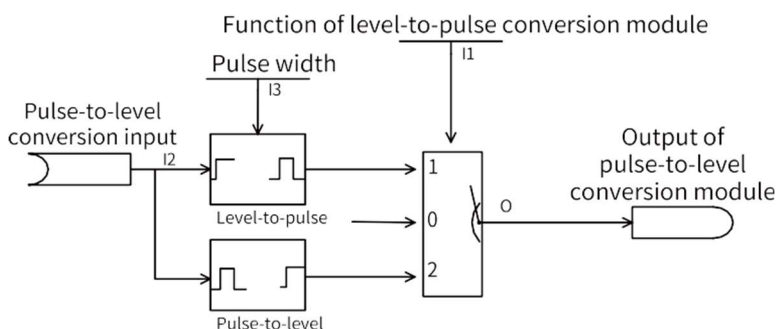 Function of level-to-pulse conversion module
I1
Pulse width
I3
Pulse-to-level
conversion input
I2
Level-to-pulse
Pulse-to-level
1
0
2
O
Output of
pulse-to-level
conversion module